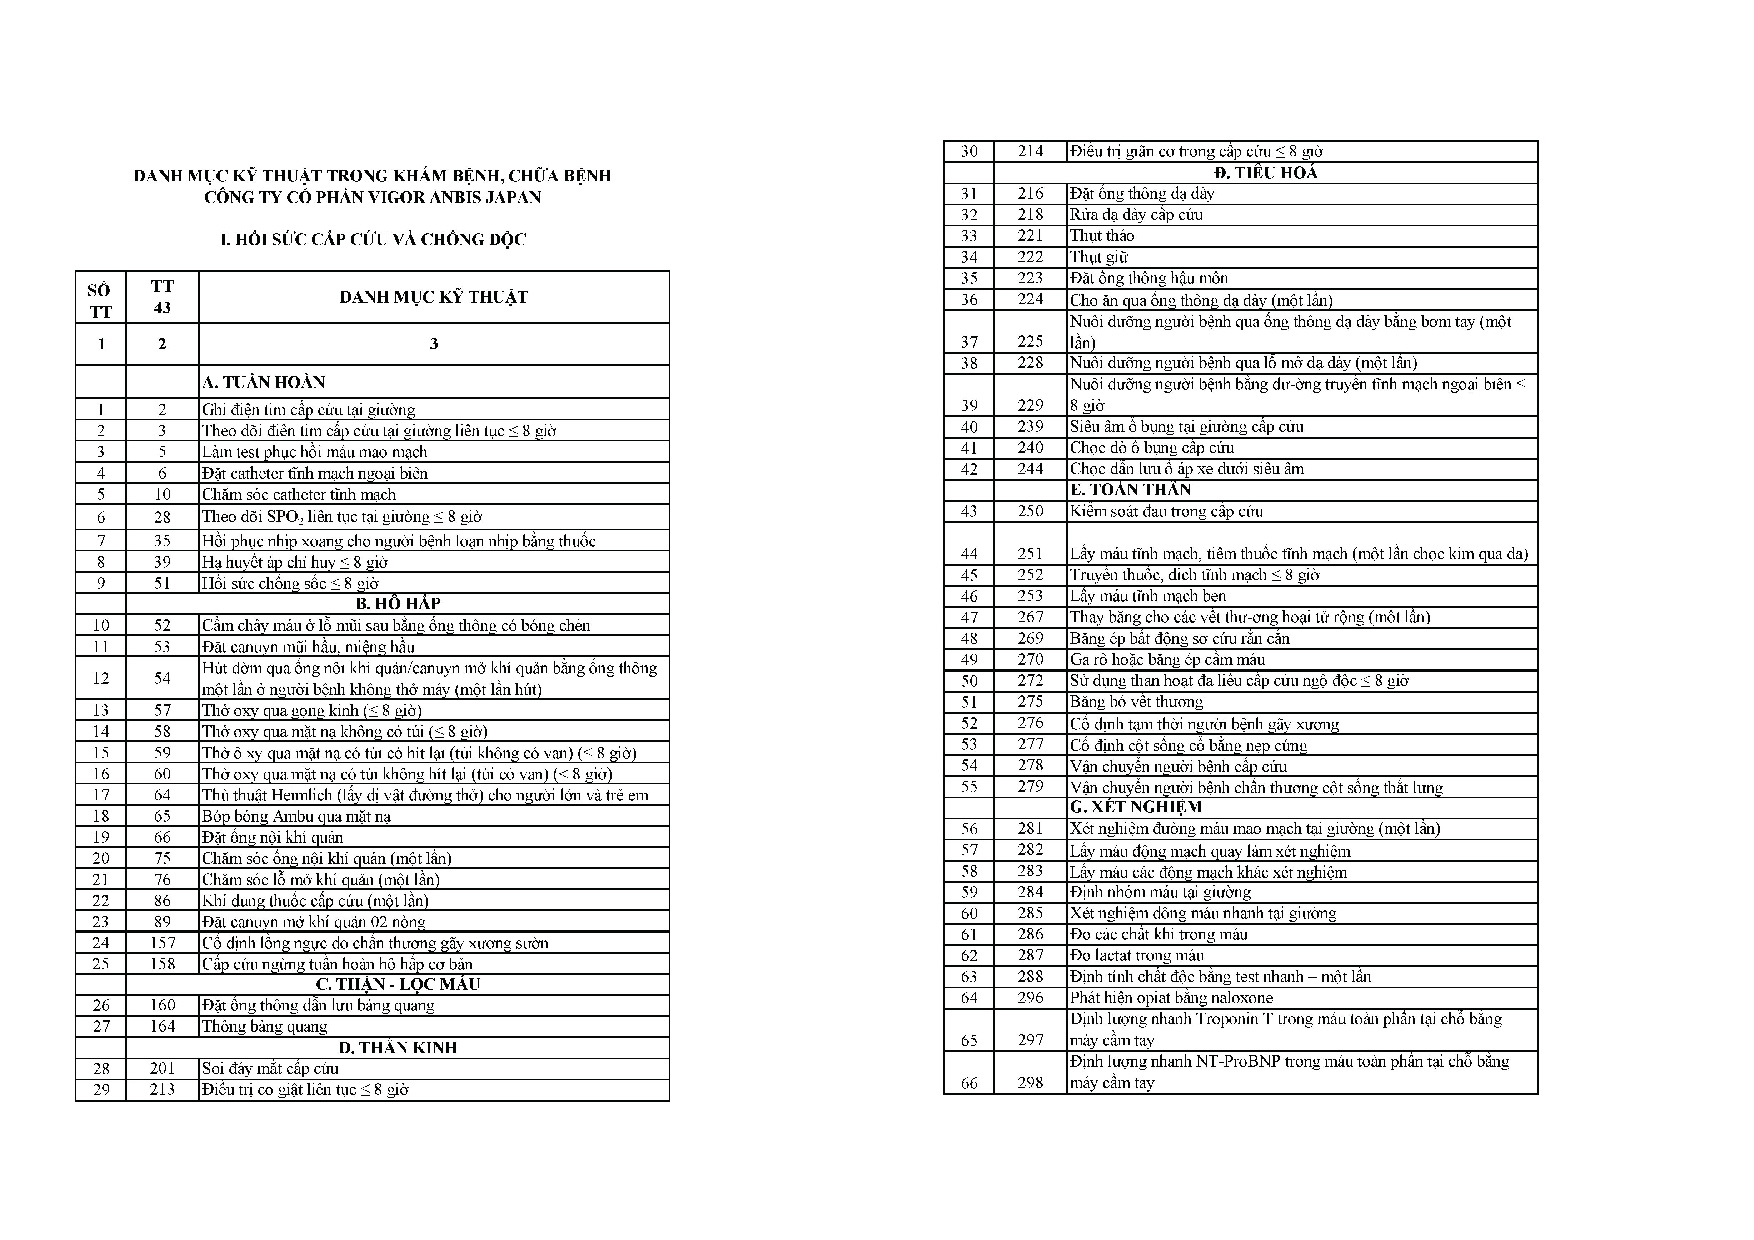 DANH MỤC KỸ THUẬT TRONG KHÁM BỆNH, CHỮA BỆNH
CÔNG TY CỔ PHẦN VIGOR ANBIS JAPAN
I. HỒI SỨC CẤP CỨU VÀ CHỐNG ĐỘC
SỐ TT TT 43 DANH MỤC KỸ THUẬT
1 2 3
A. TUẦN HOÀN
1 2 Ghi điện tim cấp cứu tại giường
2 3 Theo dõi điện tim cấp cứu tại giường liên tục ≤ 8 giờ
3 5 Làm test phục hồi máu mao mạch
4 6 Đặt catheter tĩnh mạch ngoại biên
5 10 Chăm sóc catheter tĩnh mạch
6 28 Theo dõi SPO2 liên tục tại giường ≤ 8 giờ
7 35 Hồi phục nhịp xoang cho người bệnh loạn nhịp bằng thuốc
8 39 Hạ huyết áp chỉ huy ≤ 8 giờ
9 51 Hồi sức chống sốc ≤ 8 giờ
B. HÔ HẤP
10 52 Cầm chảy máu ở lỗ mũi sau bằng ống thông có bóng chèn
11 53 Đặt canuyn mũi hầu, miệng hầu
12 54 Hút đờm qua ống nội khí quản/canuyn mở khí quản bằng ống thông
một lần ở người bệnh không thở máy (một lần hút)
13 57 Thở oxy qua gọng kính (≤ 8 giờ)
14 58 Thở oxy qua mặt nạ không có túi (≤ 8 giờ)
15 59 Thở ô xy qua mặt nạ có túi có hít lại (túi không có van) (≤ 8 giờ)
16 60 Thở oxy qua mặt nạ có túi không hít lại (túi có van) (≤ 8 giờ)
17 64 Thủ thuật Heimlich (lấy dị vật đường thở) cho người lớn và trẻ em
18 65 Bóp bóng Ambu qua mặt nạ
19 66 Đặt ống nội khí quản
20 75 Chăm sóc ống nội khí quản (một lần)
21 76 Chăm sóc lỗ mở khí quản (một lần)
22 86 Khí dung thuốc cấp cứu (một lần)
23 89 Đặt canuyn mở khí quản 02 nòng
24 157 Cố định lồng ngực do chấn thương gãy xương sườn
25 158 Cấp cứu ngừng tuần hoàn hô hấp cơ bản
C. THẬN - LỌC MÁU
26 160 Đặt ống thông dẫn lưu bàng quang
27 164 Thông bàng quang
D. THẦN KINH
28 201 Soi đáy mắt cấp cứu
29 213 Điều trị co giật liên tục ≤ 8 giờ
30 214 Điều trị giãn cơ trong cấp cứu ≤ 8 giờ
Đ. TIÊU HOÁ
31 216 Đặt ống thông dạ dày
32 218 Rửa dạ dày cấp cứu
33 221 Thụt tháo
34 222 Thụt giữ
35 223 Đặt ống thông hậu môn
36 224 Cho ăn qua ống thông dạ dày (một lần)
37 225 Nuôi dưỡng người bệnh qua ống thông dạ dày bằng bơm tay (một
lần)
38 228 Nuôi dưỡng người bệnh qua lỗ mở dạ dày (một lần)
39 229 Nuôi dưỡng người bệnh bằng dư-ờng truyền tĩnh mạch ngoại biên ≤
8 giờ
40 239 Siêu âm ổ bụng tại giường cấp cứu
41 240 Chọc dò ổ bụng cấp cứu
42 244 Chọc dẫn lưu ổ áp xe dưới siêu âm
E. TOÀN THÂN
43 250 Kiểm soát đau trong cấp cứu
44 251 Lấy máu tĩnh mạch, tiêm thuốc tĩnh mạch (một lần chọc kim qua da)
45 252 Truyền thuốc, dịch tĩnh mạch ≤ 8 giờ
46 253 Lấy máu tĩnh mạch bẹn
47 267 Thay băng cho các vết thư-ơng hoại tử rộng (một lần)
48 269 Băng ép bất động sơ cứu rắn cắn
49 270 Ga rô hoặc băng ép cầm máu
50 272 Sử dụng than hoạt đa liều cấp cứu ngộ độc ≤ 8 giờ
51 275 Băng bó vết thương
52 276 Cố định tạm thời người bệnh gãy xương
53 277 Cố định cột sống cổ bằng nẹp cứng
54 278 Vận chuyển người bệnh cấp cứu
55 279 Vận chuyển người bệnh chấn thương cột sống thắt lưng
G. XÉT NGHIỆM
56 281 Xét nghiệm đường máu mao mạch tại giường (một lần)
57 282 Lấy máu động mạch quay làm xét nghiệm
58 283 Lấy máu các động mạch khác xét nghiệm
59 284 Định nhóm máu tại giường
60 285 Xét nghiệm đông máu nhanh tại giường
61 286 Đo các chất khí trong máu
62 287 Đo lactat trong máu
63 288 Định tính chất độc bằng test nhanh – một lần
64 296 Phát hiện opiat bằng naloxone
65 297 Định lượng nhanh Troponin T trong máu toàn phần tại chỗ bằng
máy cầm tay
66 298 Định lượng nhanh NT-ProBNP trong máu toàn phần tại chỗ bằng
máy cầm tay